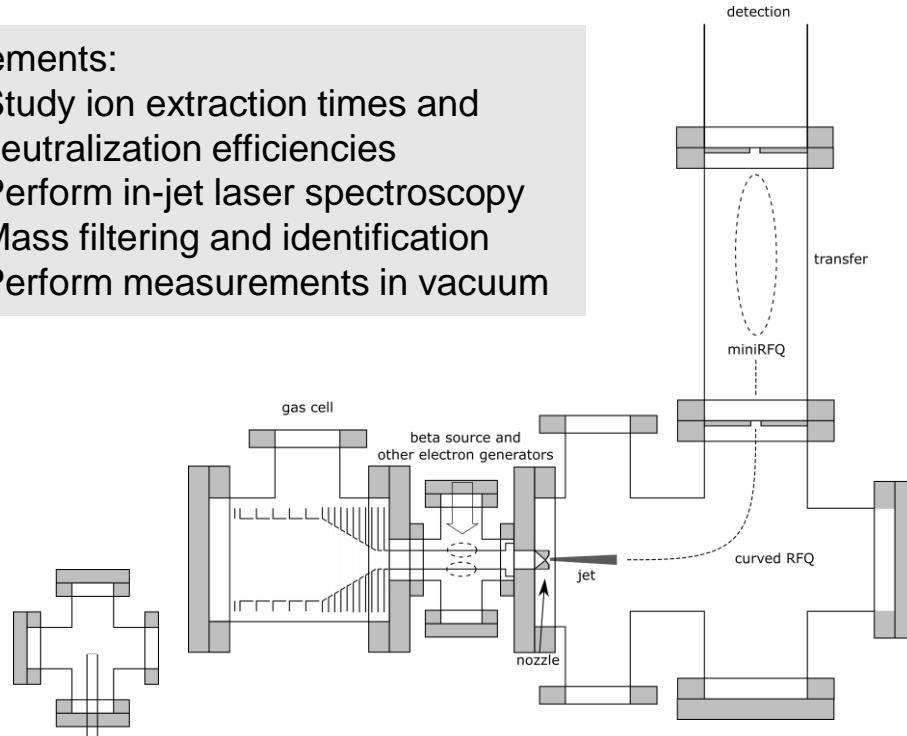 ements:
Study ion extraction times and
eutralization efficiencies
Perform in-jet laser spectroscopy
Mass filtering and identification
Perform measurements in vacuum
detection
transfer
miniRFQ
gas cell
beta source and
other electron generators
curved RFQ
jet
nozzle